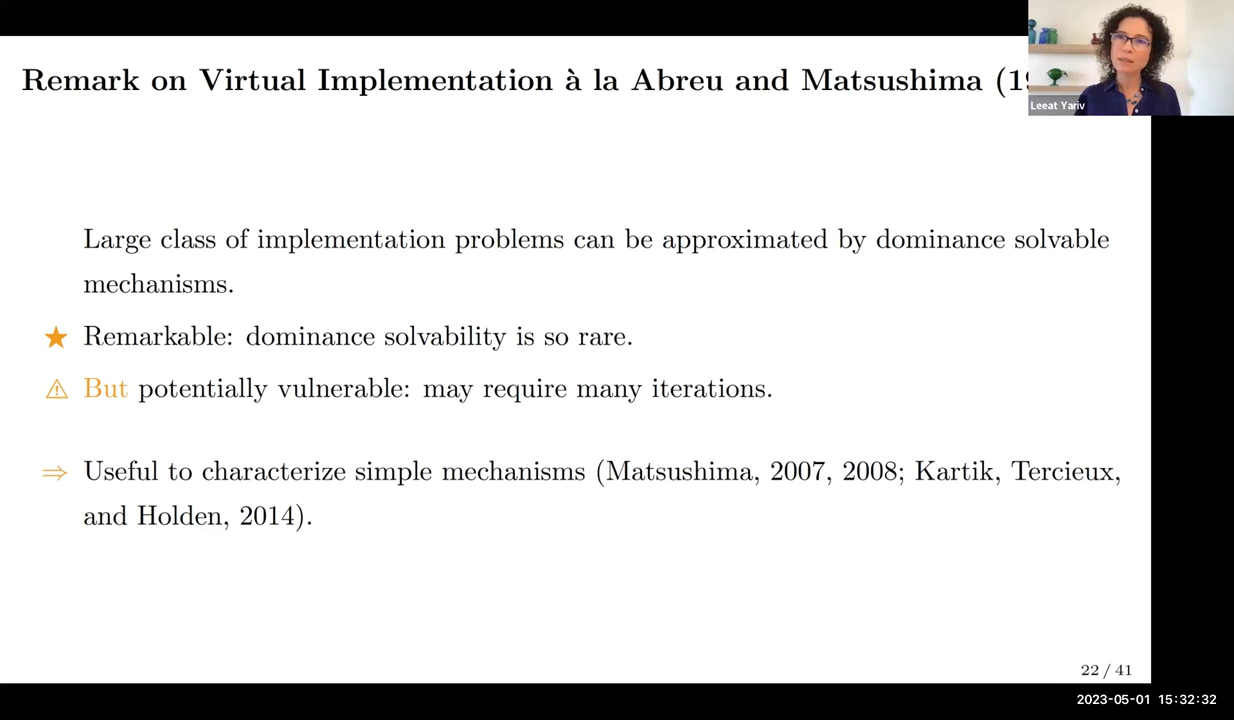 Remark on Virtual Implementation à la Abreu and Matsushima
Leeat Yariv
Large class of implementation problems can be approximated by dominance solvable
mechanisms.
★ Remarkable: dominance solvability is so rare.
⚠ But potentially vulnerable: may require many iterations.
⇒ Useful to characterize simple mechanisms (Matsushima, 2007, 2008; Kartik, Tercieux,
and Holden, 2014).
22 / 41
2023-05-01 15:32:32